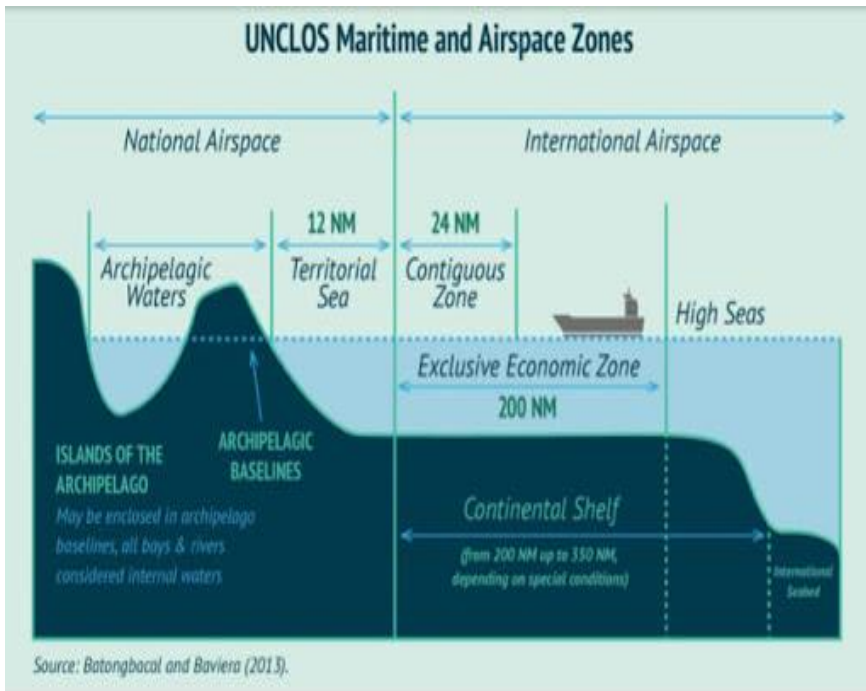 UNCLOS Maritime and Airspace Zones
National Airspace
International Airspace
12 NM
24 NM
Archipelagic
Waters
Territorial
Sea
Contiguous
Zone
High Seas
Exclusive Economic Zone
200 NM
ARCHIPELAGIC
BASELINES
ISLANDS OF THE
ARCHIPELAGO
May be enclosed in archipelago
baselines, all bays & rivers
considered internal waters
Continental Shelf
(from 200 NM up to 350 NM,
depending on special conditions)
International
Seabed
Source: Batongbacal and Baviera (2013).